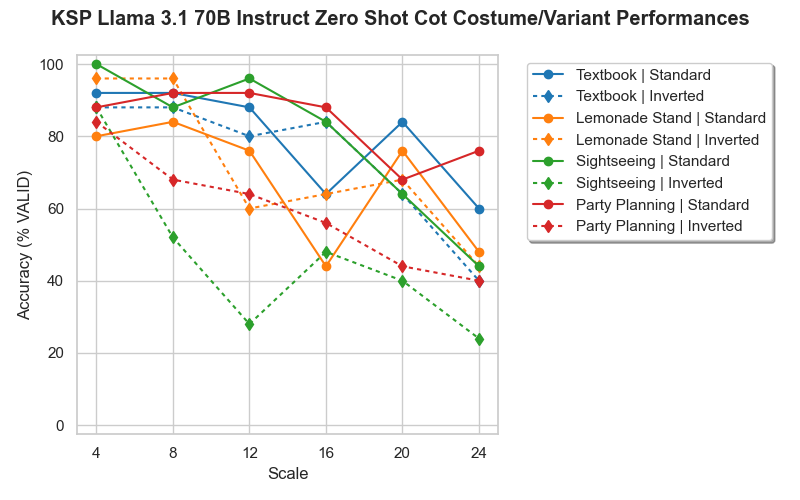 KSP Llama 3.1 70B Instruct Zero Shot Cot Costume/Variant Performances
100
80
60
40
20
0
Accuracy (% VALID)
4 8 12 16 20 24
Scale
Textbook | Standard
Textbook | Inverted
Lemonade Stand | Standard
Lemonade Stand | Inverted
Sightseeing | Standard
Sightseeing | Inverted
Party Planning | Standard
Party Planning | Inverted